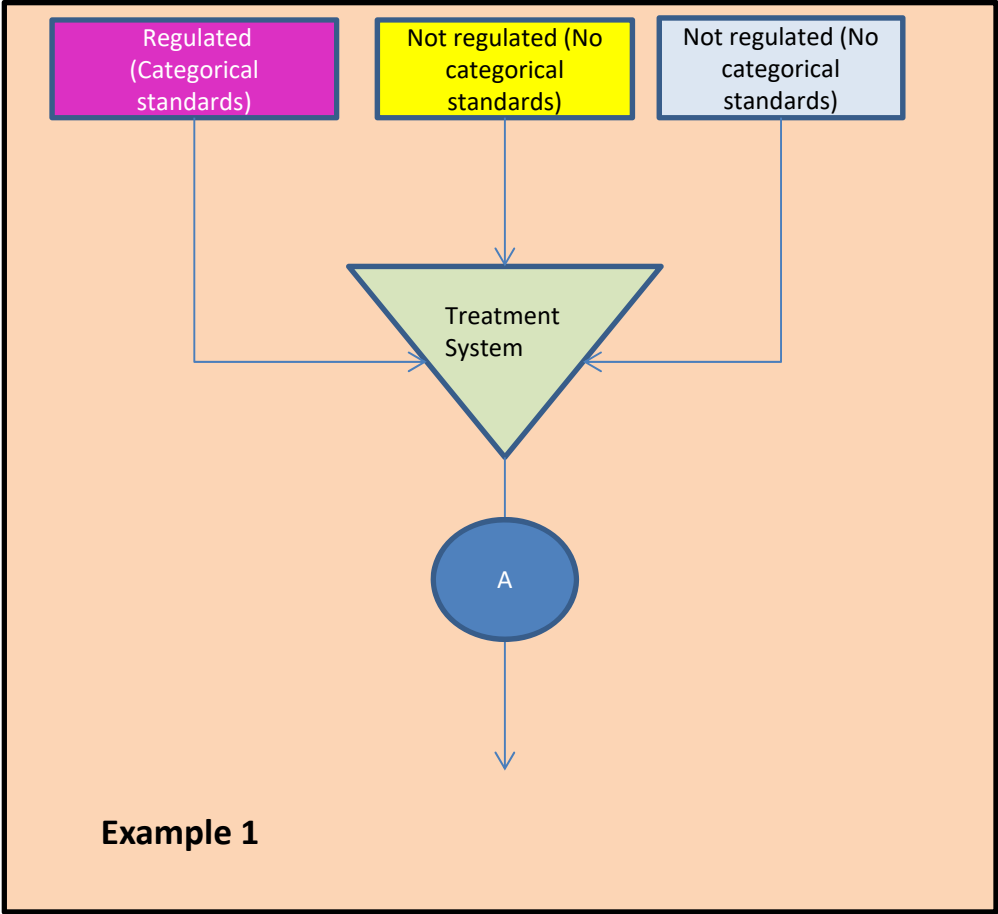 Regulated
(Categorical
standards)
Not regulated (No
categorical
standards)
Not regulated (No
categorical
standards)
Treatment
System
A
Example 1